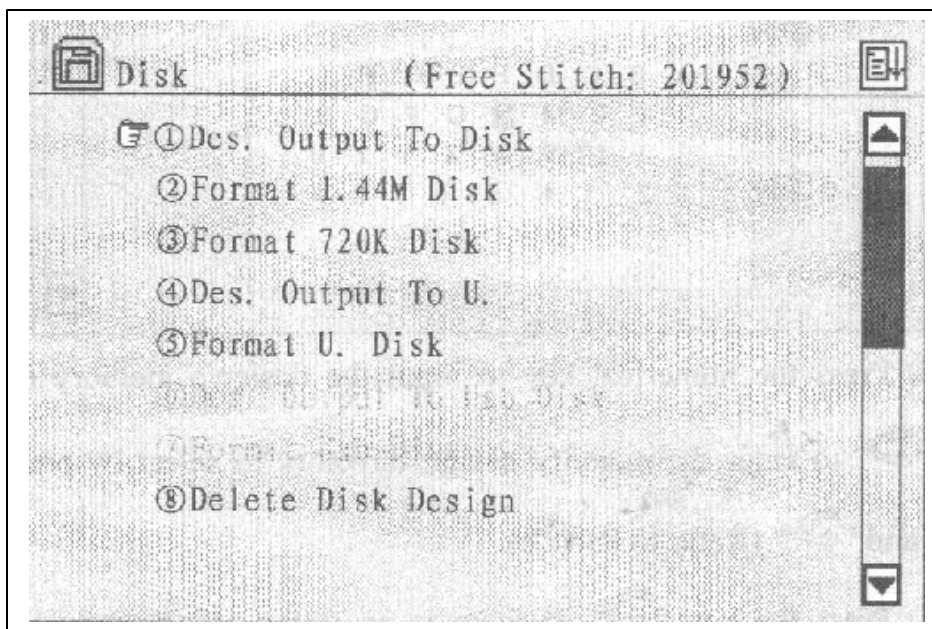 Disk (Free Stitch: 201952)
①Des. Output To Disk
②Format 1.44M Disk
③Format 720K Disk
④Des. Output To U.
⑤Format U. Disk
⑦Format
⑧Delete Disk Design